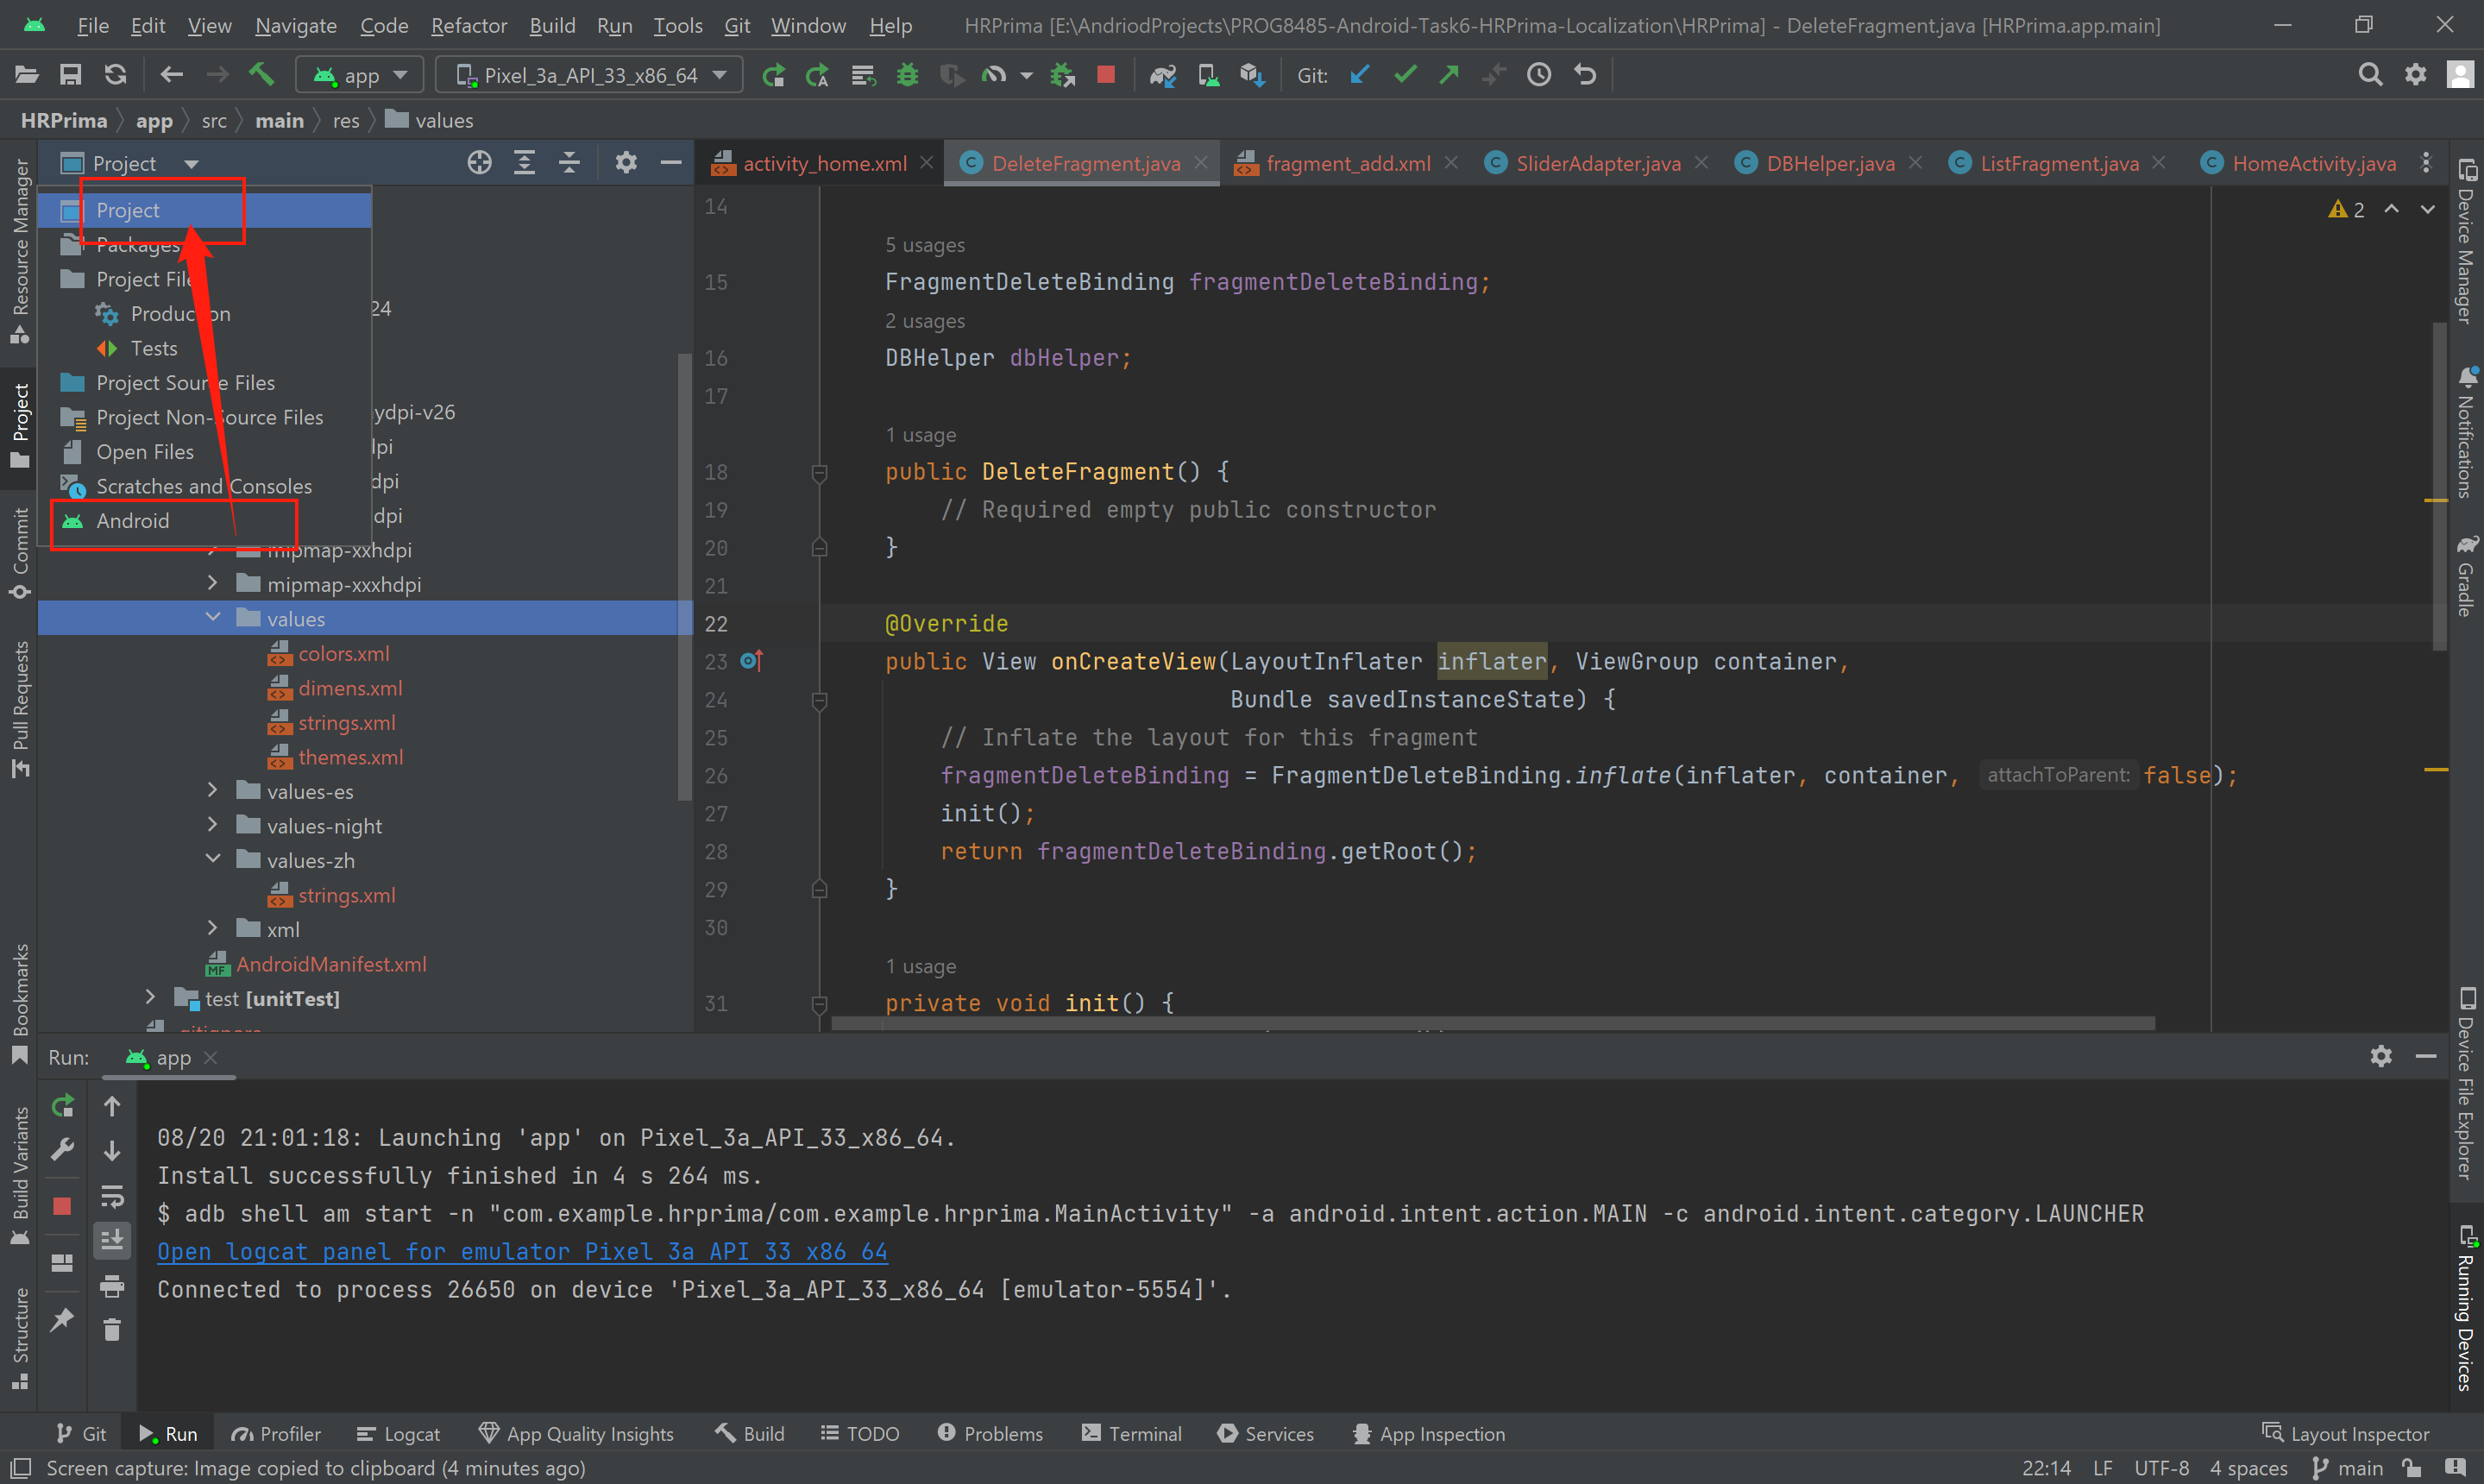 File Edit View Navigate Code Refactor Build Run Tools Git Window Help HRPrima [E:\AndriodProjects\PROG8485-Android-Task6-HRPrima-Localization\HRPrima] - DeleteFragment.java [HRPrima.app.main]
app Pixel_3a_API_33_x86_64 Git:
HRPrima app src main res values
Project
activity_home.xml DeleteFragment.java fragment_add.xml SliderAdapter.java DBHelper.java ListFragment.java HomeActivity.java
Project
Packages
Project File
Production
Tests
Project Source Files
Project Non-Source Files
Open Files
Scratches and Consoles
Android
24
ydpi-v26
lpi
dpi
dpi
mipmap-xxhdpi
mipmap-xxxhdpi
values
colors.xml
dimens.xml
strings.xml
themes.xml
values-es
values-night
values-zh
strings.xml
xml
AndroidManifest.xml
test [unitTest]
.gitignore
2
14
5 usages
15 FragmentDeleteBinding fragmentDeleteBinding;
2 usages
16 DBHelper dbHelper;
17
1 usage
18 public DeleteFragment() {
19 // Required empty public constructor
20 }
21
22 @Override
23 public View onCreateView(LayoutInflater inflater, ViewGroup container,
24 Bundle savedInstanceState) {
25 // Inflate the layout for this fragment
26 fragmentDeleteBinding = FragmentDeleteBinding.inflate(inflater, container, attachToParent: false);
27 init();
28 return fragmentDeleteBinding.getRoot();
29 }
30
1 usage
31 private void init() {
Run: app
08/20 21:01:18: Launching 'app' on Pixel_3a_API_33_x86_64.
Install successfully finished in 4 s 264 ms.
$ adb shell am start -n "com.example.hrprima/com.example.hrprima.MainActivity" -a android.intent.action.MAIN -c android.intent.category.LAUNCHER
Open logcat panel for emulator Pixel 3a API 33 x86 64
Connected to process 26650 on device 'Pixel_3a_API_33_x86_64 [emulator-5554]'.
Resource Manager
Project
Commit
Pull Requests
Bookmarks
Build Variants
Structure
Device Manager
Notifications
Gradle
Device File Explorer
Running Devices
Git Run Profiler Logcat App Quality Insights Build TODO Problems Terminal Services App Inspection Layout Inspector
Screen capture: Image copied to clipboard (4 minutes ago) 22:14 LF UTF-8 4 spaces main